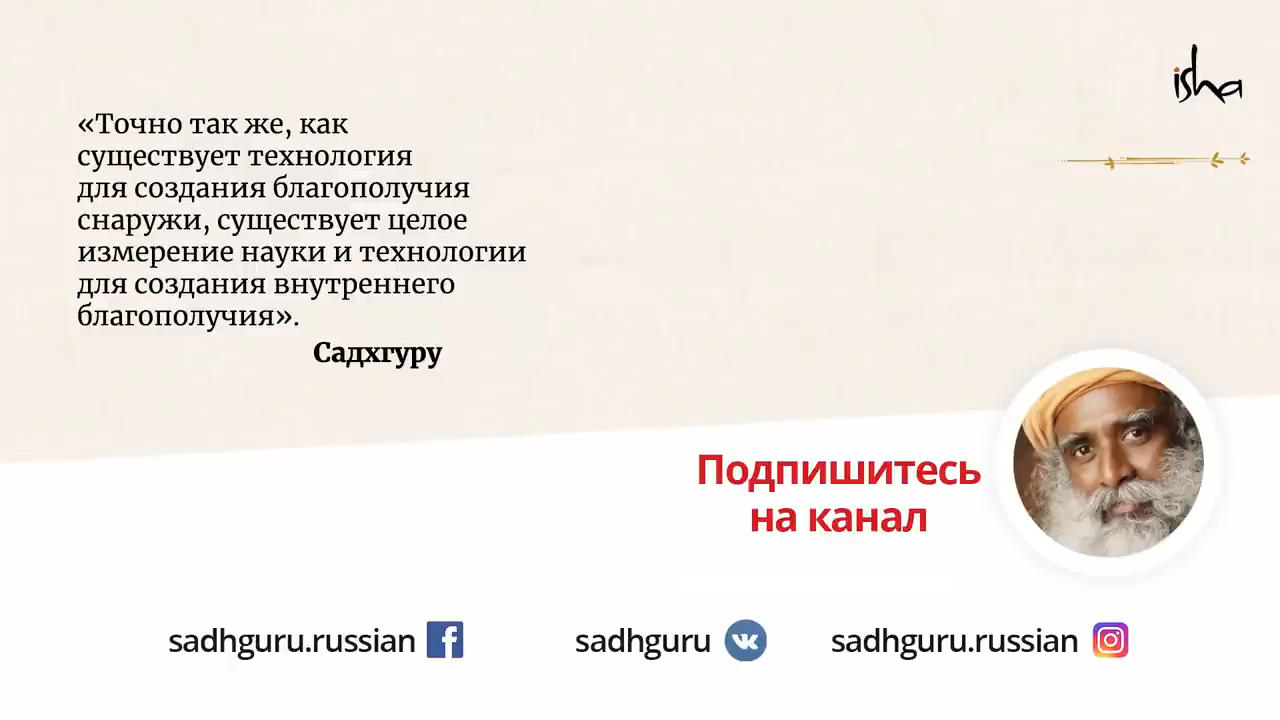 isha
«Точно так же, как
существует технология
для создания благополучия
снаружи, существует целое
измерение науки и технологии
для создания внутреннего
благополучия».
Садхгуру
Подпишитесь
на канал
sadhguru.russian
sadhguru
sadhguru.russian